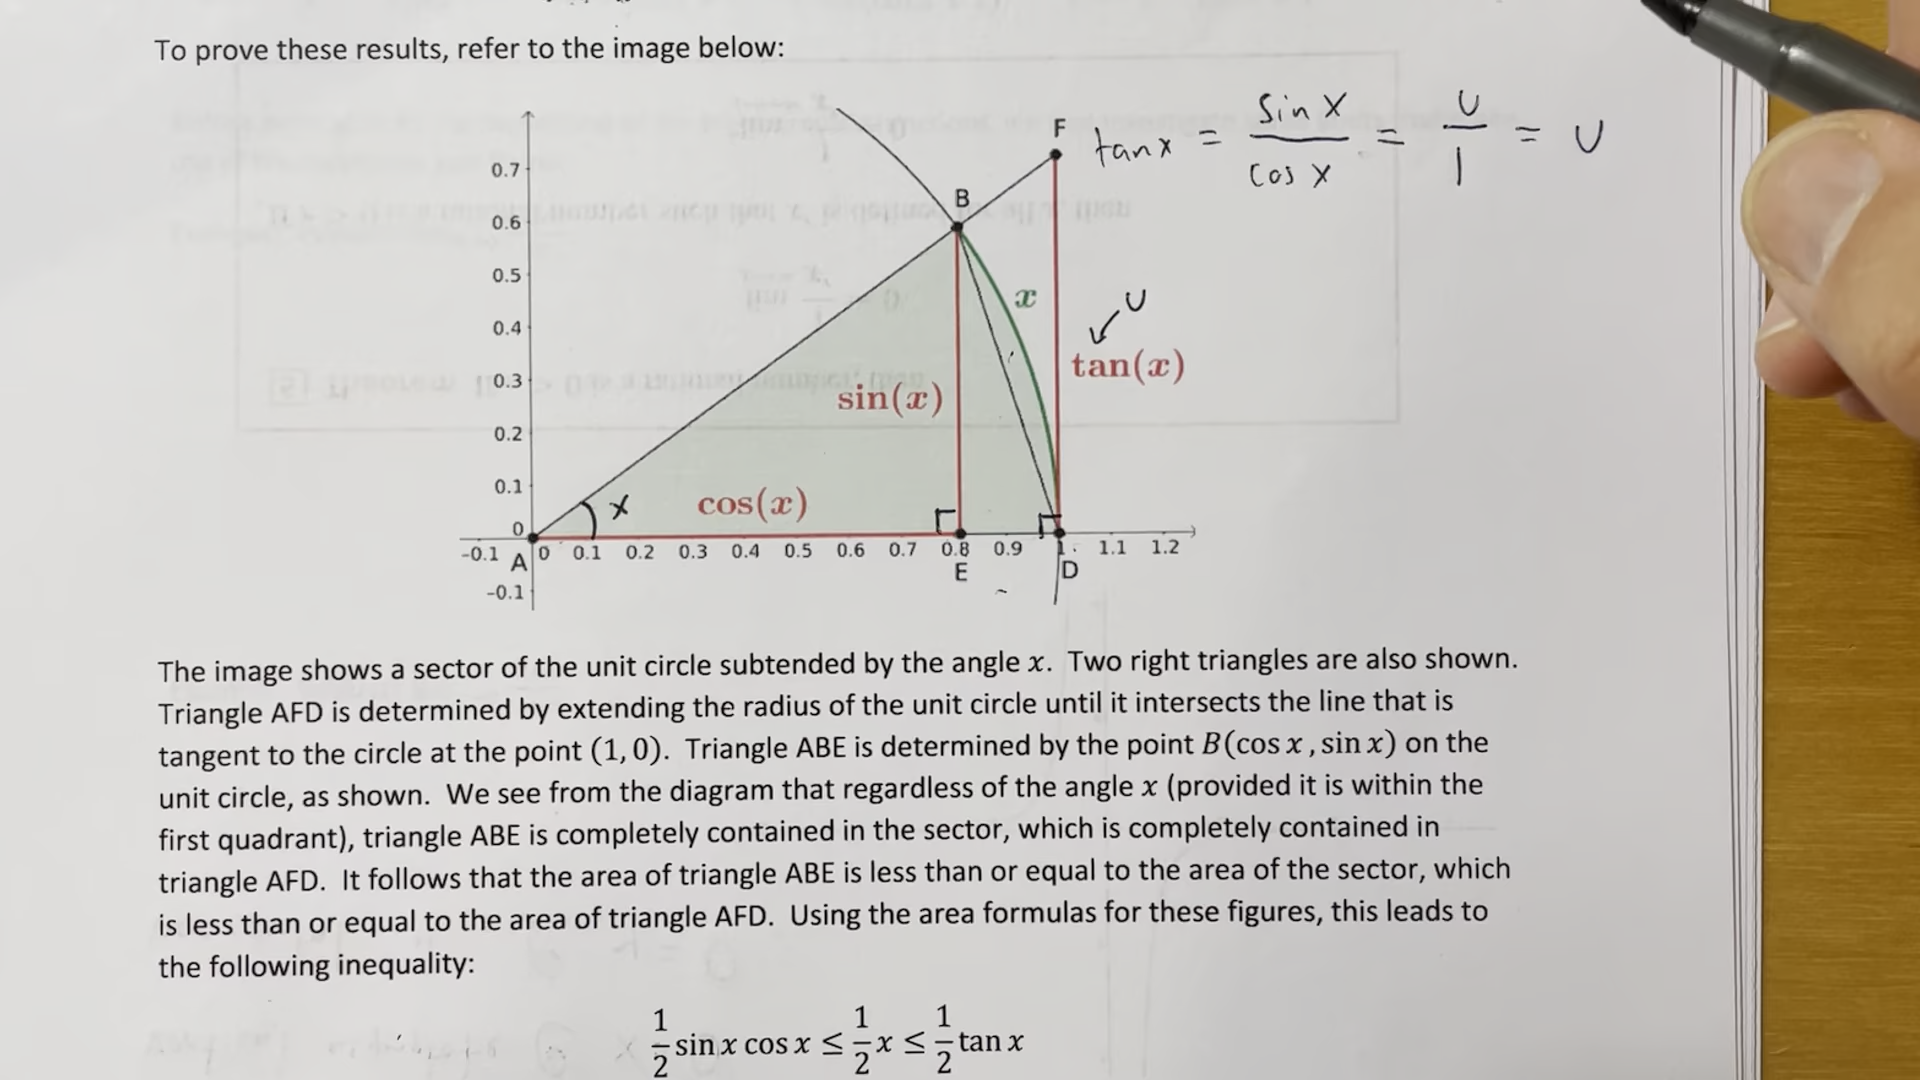 To prove these results, refer to the image below:
F
tan x = sin x / cos x = U / 1 = U
0.7
B
0.6
0.5
x
U
0.4
tan(x)
0.3
sin(x)
0.2
0.1
x
cos(x)
0
-0.1 0 0.1 0.2 0.3 0.4 0.5 0.6 0.7 0.8 0.9 1 1.1 1.2
A E D
-0.1
The image shows a sector of the unit circle subtended by the angle x. Two right triangles are also shown.
Triangle AFD is determined by extending the radius of the unit circle until it intersects the line that is
tangent to the circle at the point (1, 0). Triangle ABE is determined by the point B(cos x , sin x) on the
unit circle, as shown. We see from the diagram that regardless of the angle x (provided it is within the
first quadrant), triangle ABE is completely contained in the sector, which is completely contained in
triangle AFD. It follows that the area of triangle ABE is less than or equal to the area of the sector, which
is less than or equal to the area of triangle AFD. Using the area formulas for these figures, this leads to
the following inequality:
1/2 sin x cos x ≤ 1/2 x ≤ 1/2 tan x